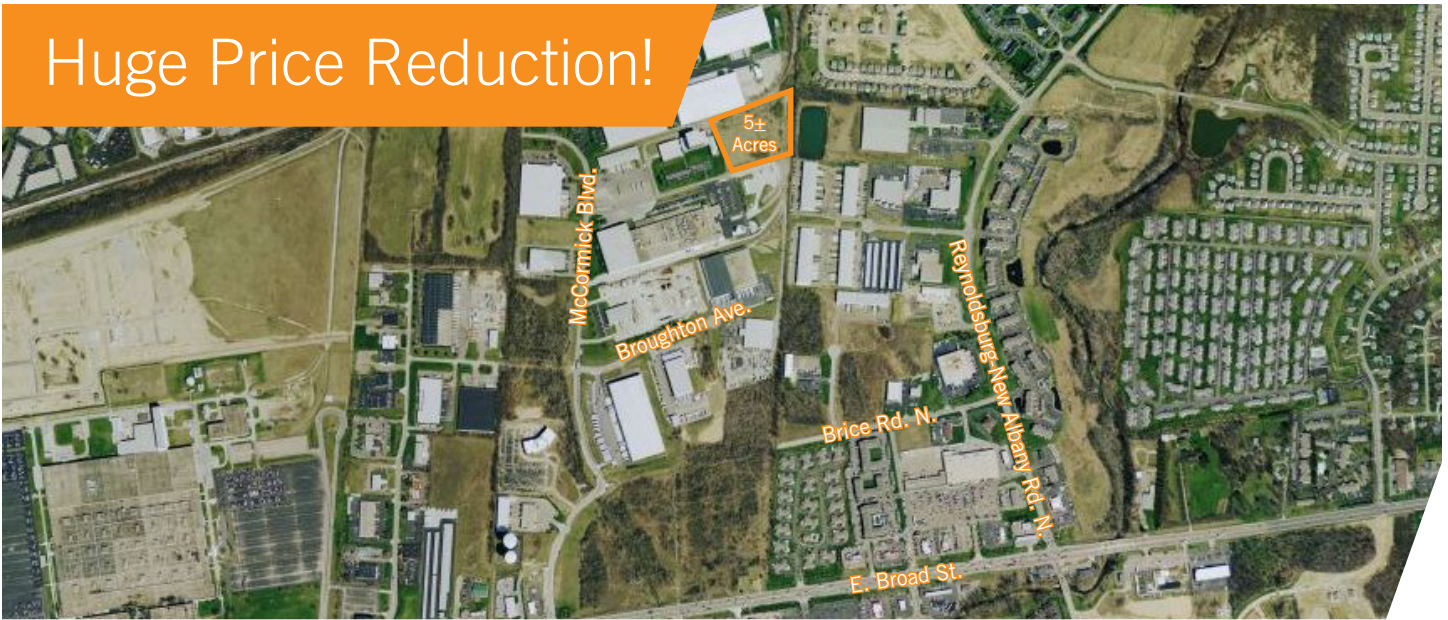 Huge Price Reduction!
5±
Acres
McCormick Blvd.
Broughton Ave.
Reynoldsburg-New Albany Rd. N.
Brice Rd. N.
E. Broad St.